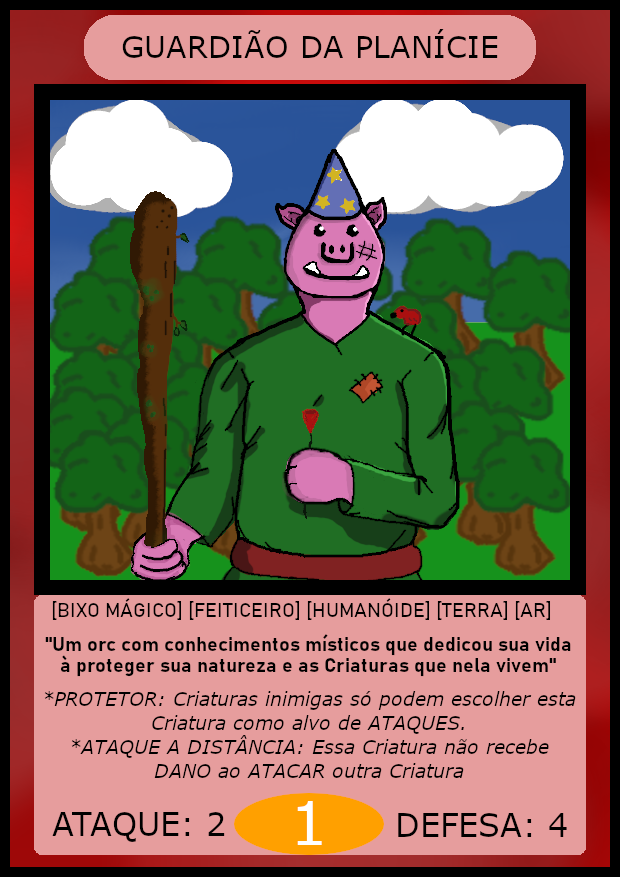 GUARDIÃO DA PLANÍCIE
[BIXO MÁGICO] [FEITICEIRO] [HUMANÓIDE] [TERRA] [AR]
"Um orc com conhecimentos místicos que dedicou sua vida
à proteger sua natureza e as Criaturas que nela vivem"
*PROTETOR: Criaturas inimigas só podem escolher esta
Criatura como alvo de ATAQUES.
*ATAQUE A DISTÂNCIA: Essa Criatura não recebe
DANO ao ATACAR outra Criatura
ATAQUE: 2 1 DEFESA: 4